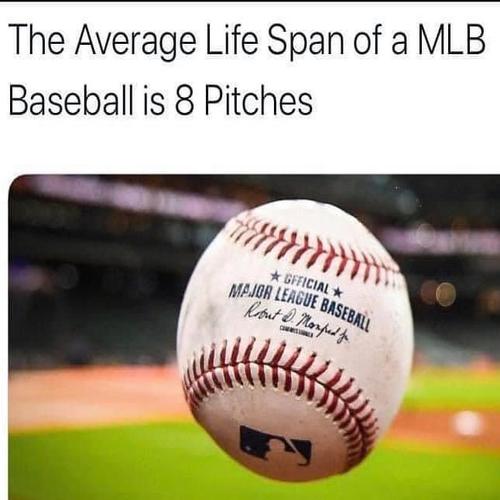 The Average Life Span of a MLB
Baseball is 8 Pitches
★ OFFICIAL ★
MAJOR LEAGUE BASEBALL
Robert D. Manfred Jr.
COMMISSIONER